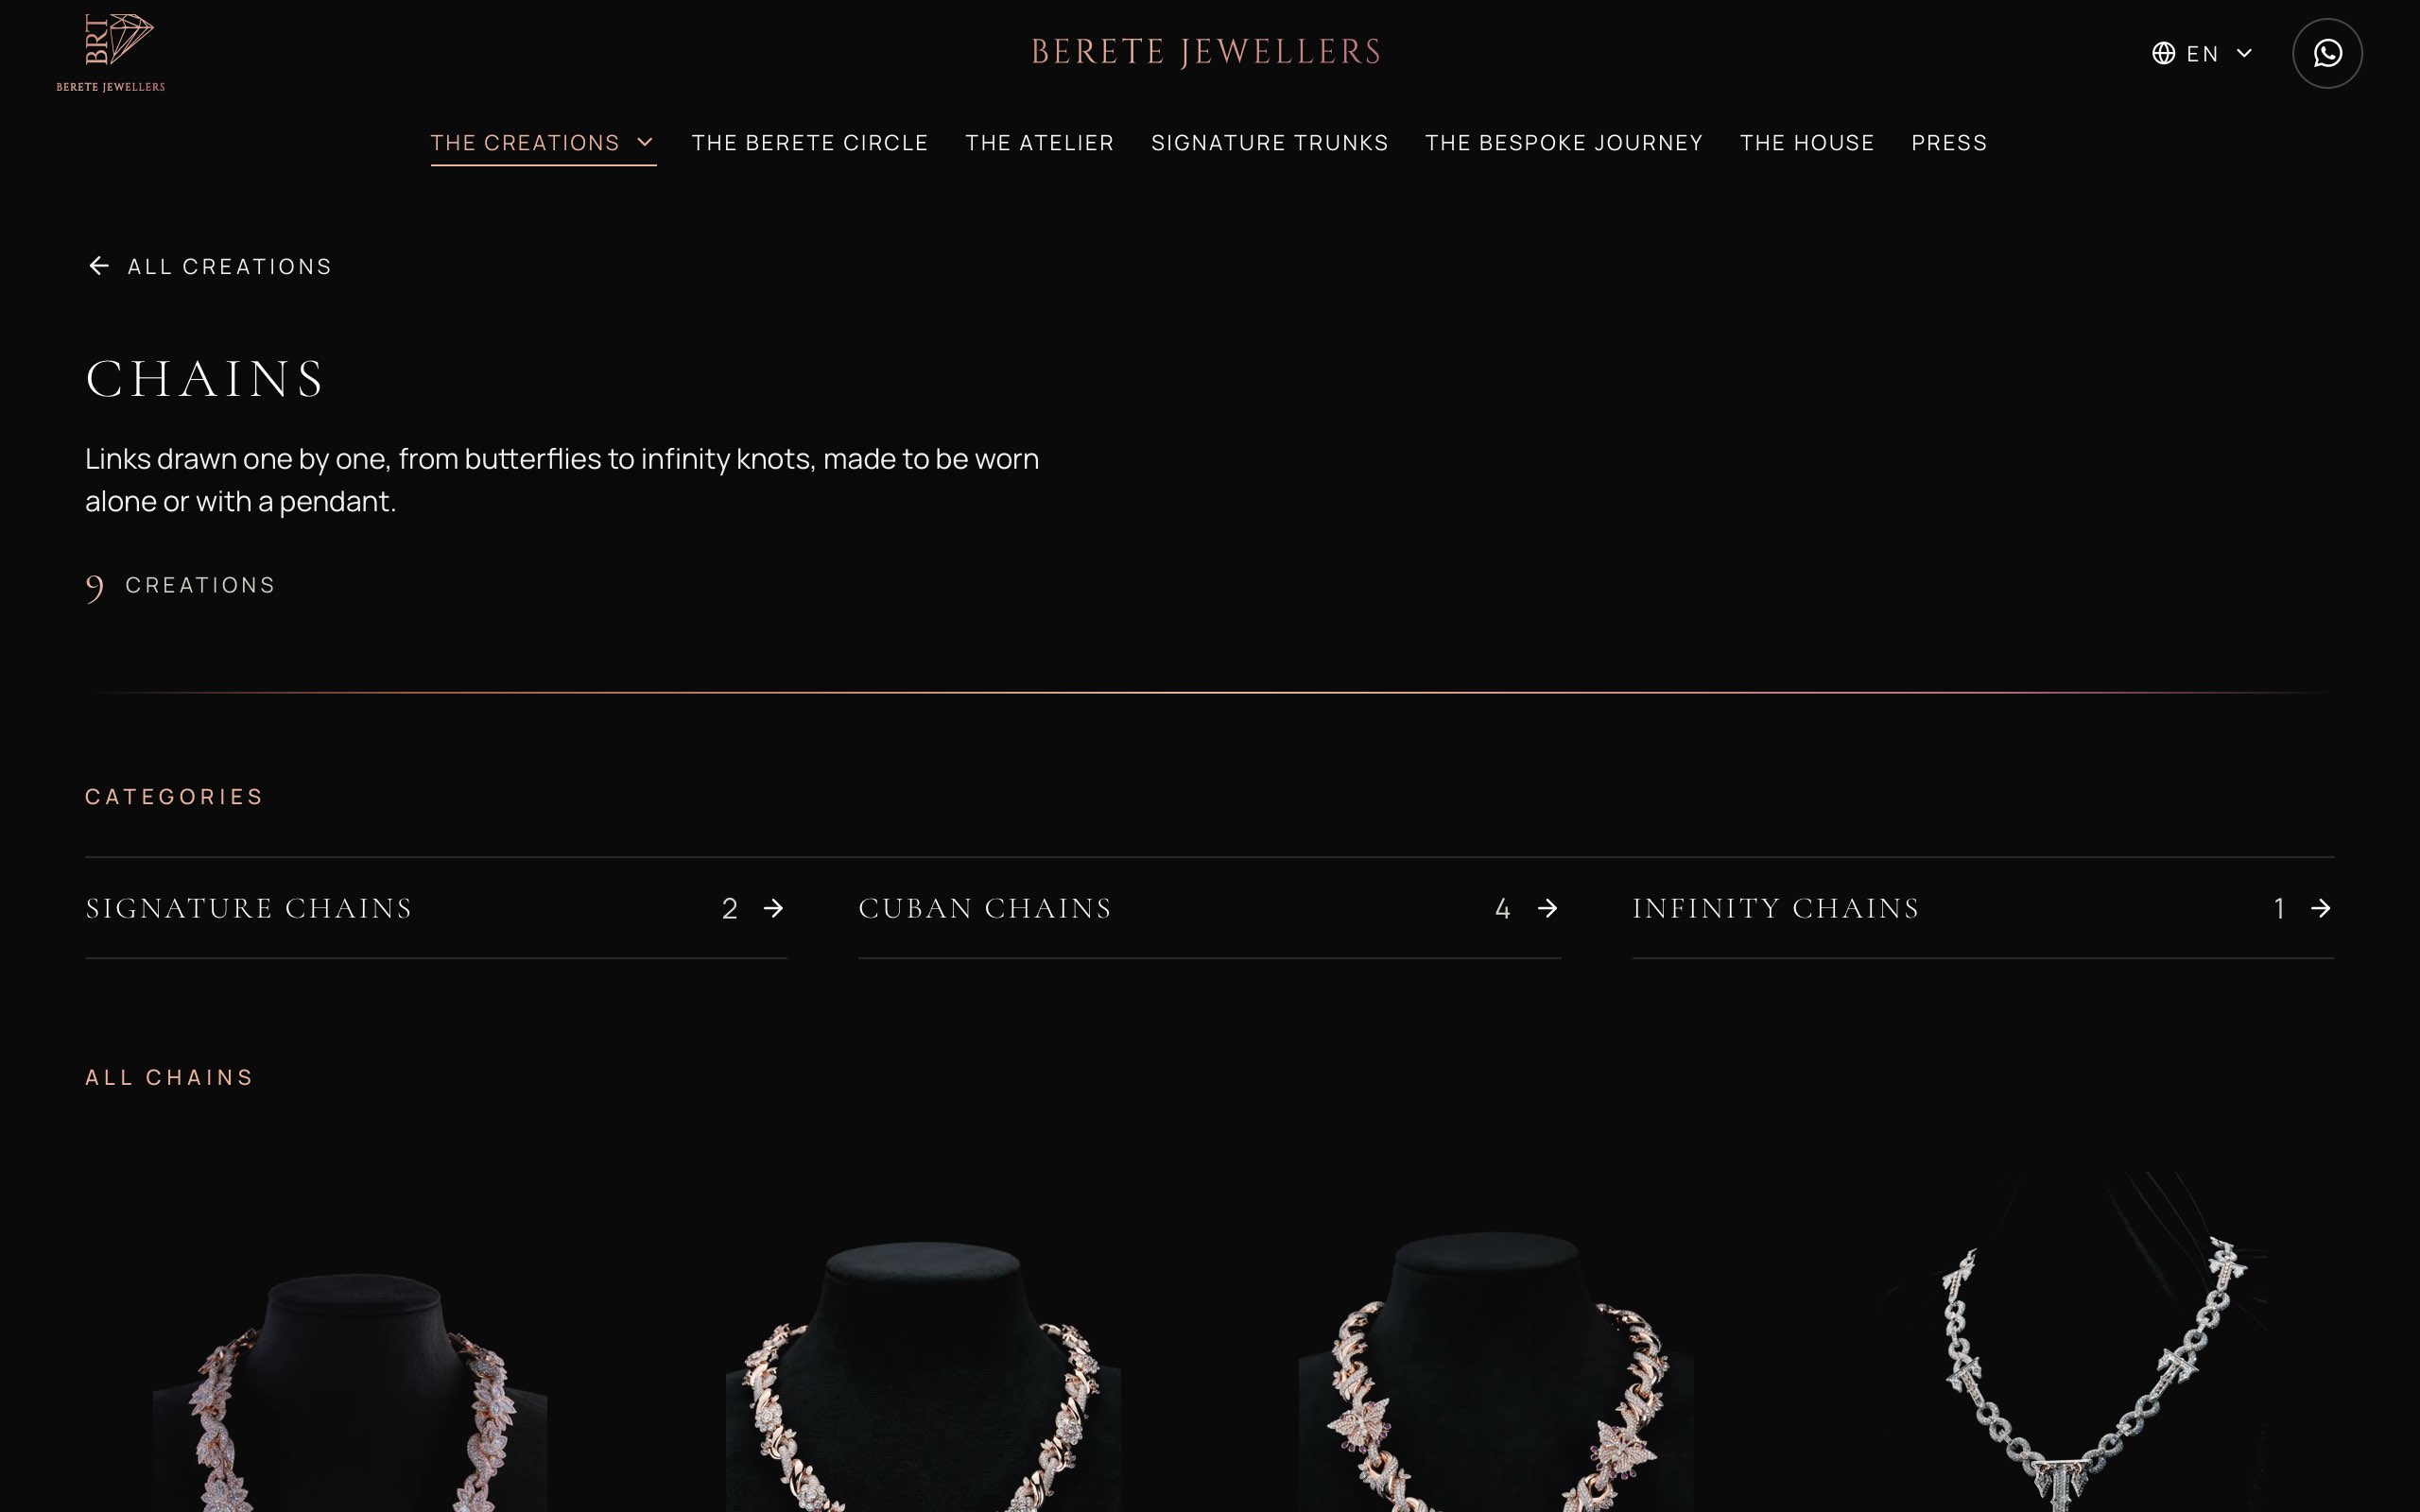 BRT
BERETE JEWELLERS
BERETE JEWELLERS
EN
THE CREATIONS
THE BERETE CIRCLE
THE ATELIER
SIGNATURE TRUNKS
THE BESPOKE JOURNEY
THE HOUSE
PRESS
ALL CREATIONS
CHAINS
Links drawn one by one, from butterflies to infinity knots, made to be worn
alone or with a pendant.
9 CREATIONS
CATEGORIES
SIGNATURE CHAINS 2
CUBAN CHAINS 4
INFINITY CHAINS 1
ALL CHAINS